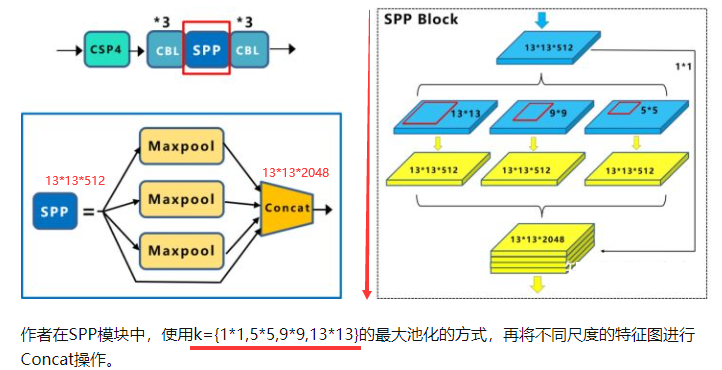 *3
*3
CSP4
CBL
SPP
CBL
13*13*512
SPP
=
Maxpool
Maxpool
Maxpool
13*13*2048
Concat
SPP Block
13*13*512
1*1
13*13
9*9
5*5
13*13*512
13*13*512
13*13*512
13*13*2048
作者在SPP模块中，使用k={1*1,5*5,9*9,13*13}的最大池化的方式，再将不同尺度的特征图进行
Concat操作。